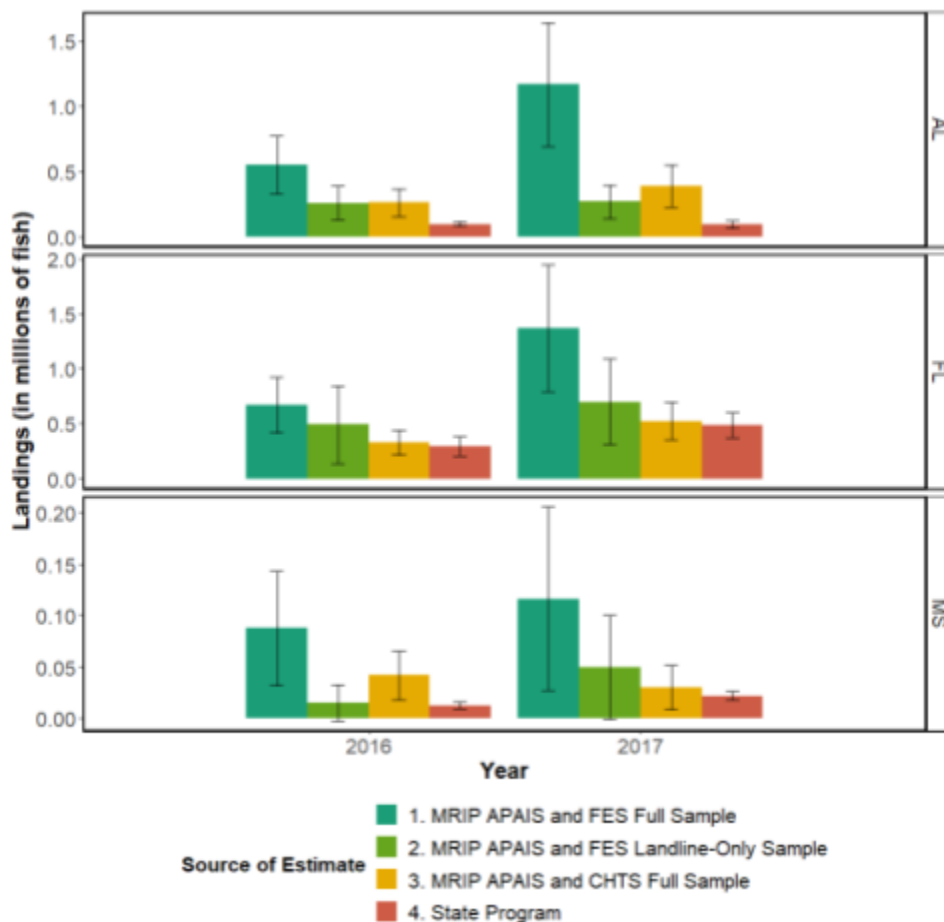 Landings (in millions of fish)
1.5
1.0
0.5
0.0
AL
2.0
1.5
1.0
0.5
0.0
FL
0.20
0.15
0.10
0.05
0.00
MS
2016 2017
Year
Source of Estimate
1. MRIP APAIS and FES Full Sample
2. MRIP APAIS and FES Landline-Only Sample
3. MRIP APAIS and CHTS Full Sample
4. State Program